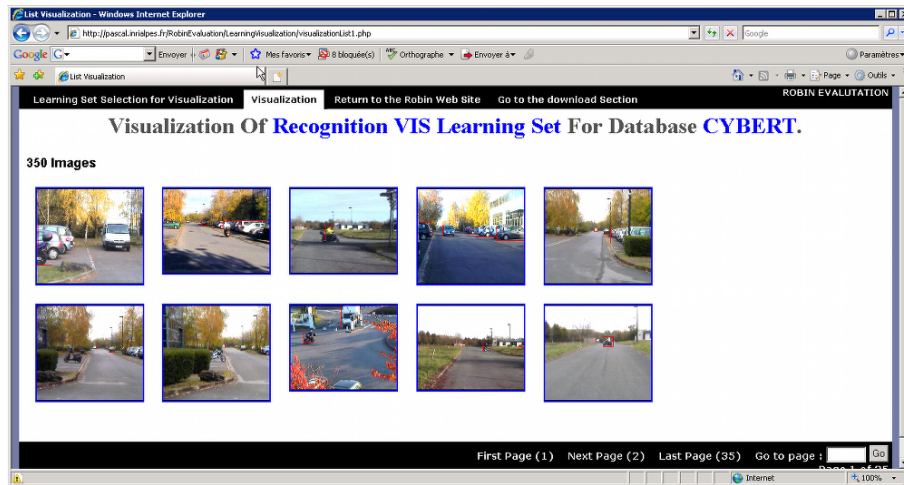 List Visualization - Windows Internet Explorer
http://pascal.inrialpes.fr/RobinEvaluation/LearningVisualization/visualizationList1.php
Google
Google G Envoyer Mes favoris 8 bloquée(s) Orthographe Envoyer à Paramètres
List Visualization Page Outils
ROBIN EVALUTATION
Learning Set Selection for Visualization Visualization Return to the Robin Web Site Go to the download Section
Visualization Of Recognition VIS Learning Set For Database CYBERT.
350 Images
First Page (1) Next Page (2) Last Page (35) Go to page : Go
Internet 100%